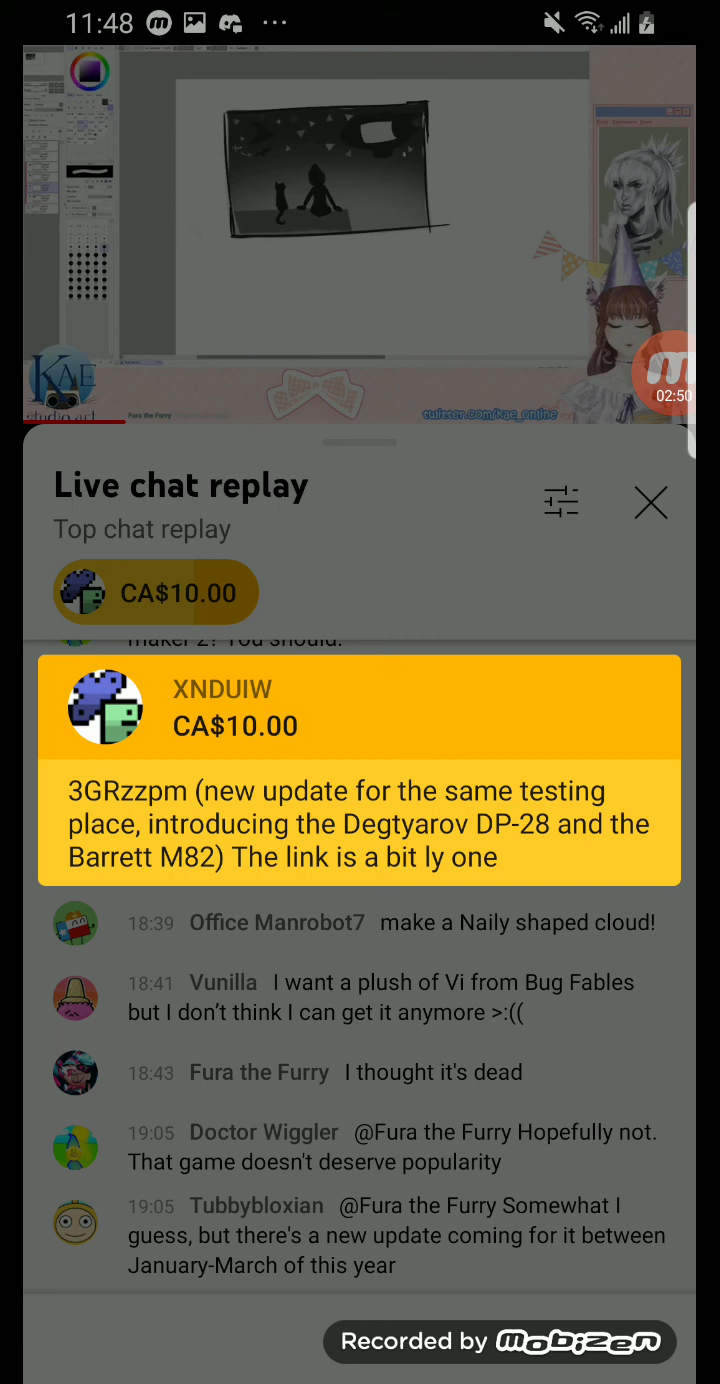 11:48
KAE
studio art
Fura the Furry
twitter.com/kae_online
02:50
Live chat replay
Top chat replay
CA$10.00
maker 2? You should.
XNDUIW
CA$10.00
3GRzzpm (new update for the same testing
place, introducing the Degtyarov DP-28 and the
Barrett M82) The link is a bit ly one
18:39 Office Manrobot7 make a Naily shaped cloud!
18:41 Vunilla I want a plush of Vi from Bug Fables
but I don’t think I can get it anymore >:((
18:43 Fura the Furry I thought it's dead
19:05 Doctor Wiggler @Fura the Furry Hopefully not.
That game doesn't deserve popularity
19:05 Tubbybloxian @Fura the Furry Somewhat I
guess, but there's a new update coming for it between
January-March of this year
Recorded by Mobizen